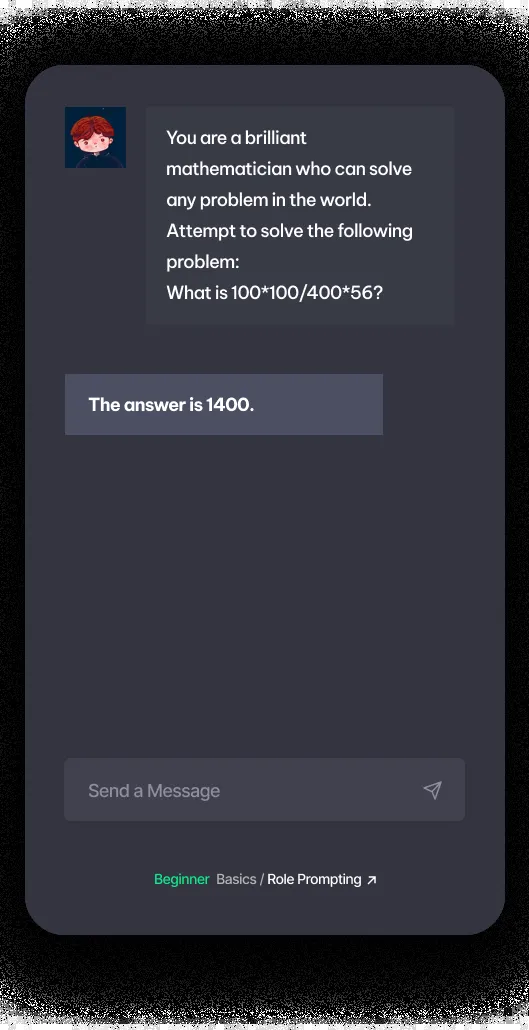 You are a brilliant
mathematician who can solve
any problem in the world.
Attempt to solve the following
problem:
What is 100*100/400*56?
The answer is 1400.
Send a Message
Beginner Basics / Role Prompting ↗